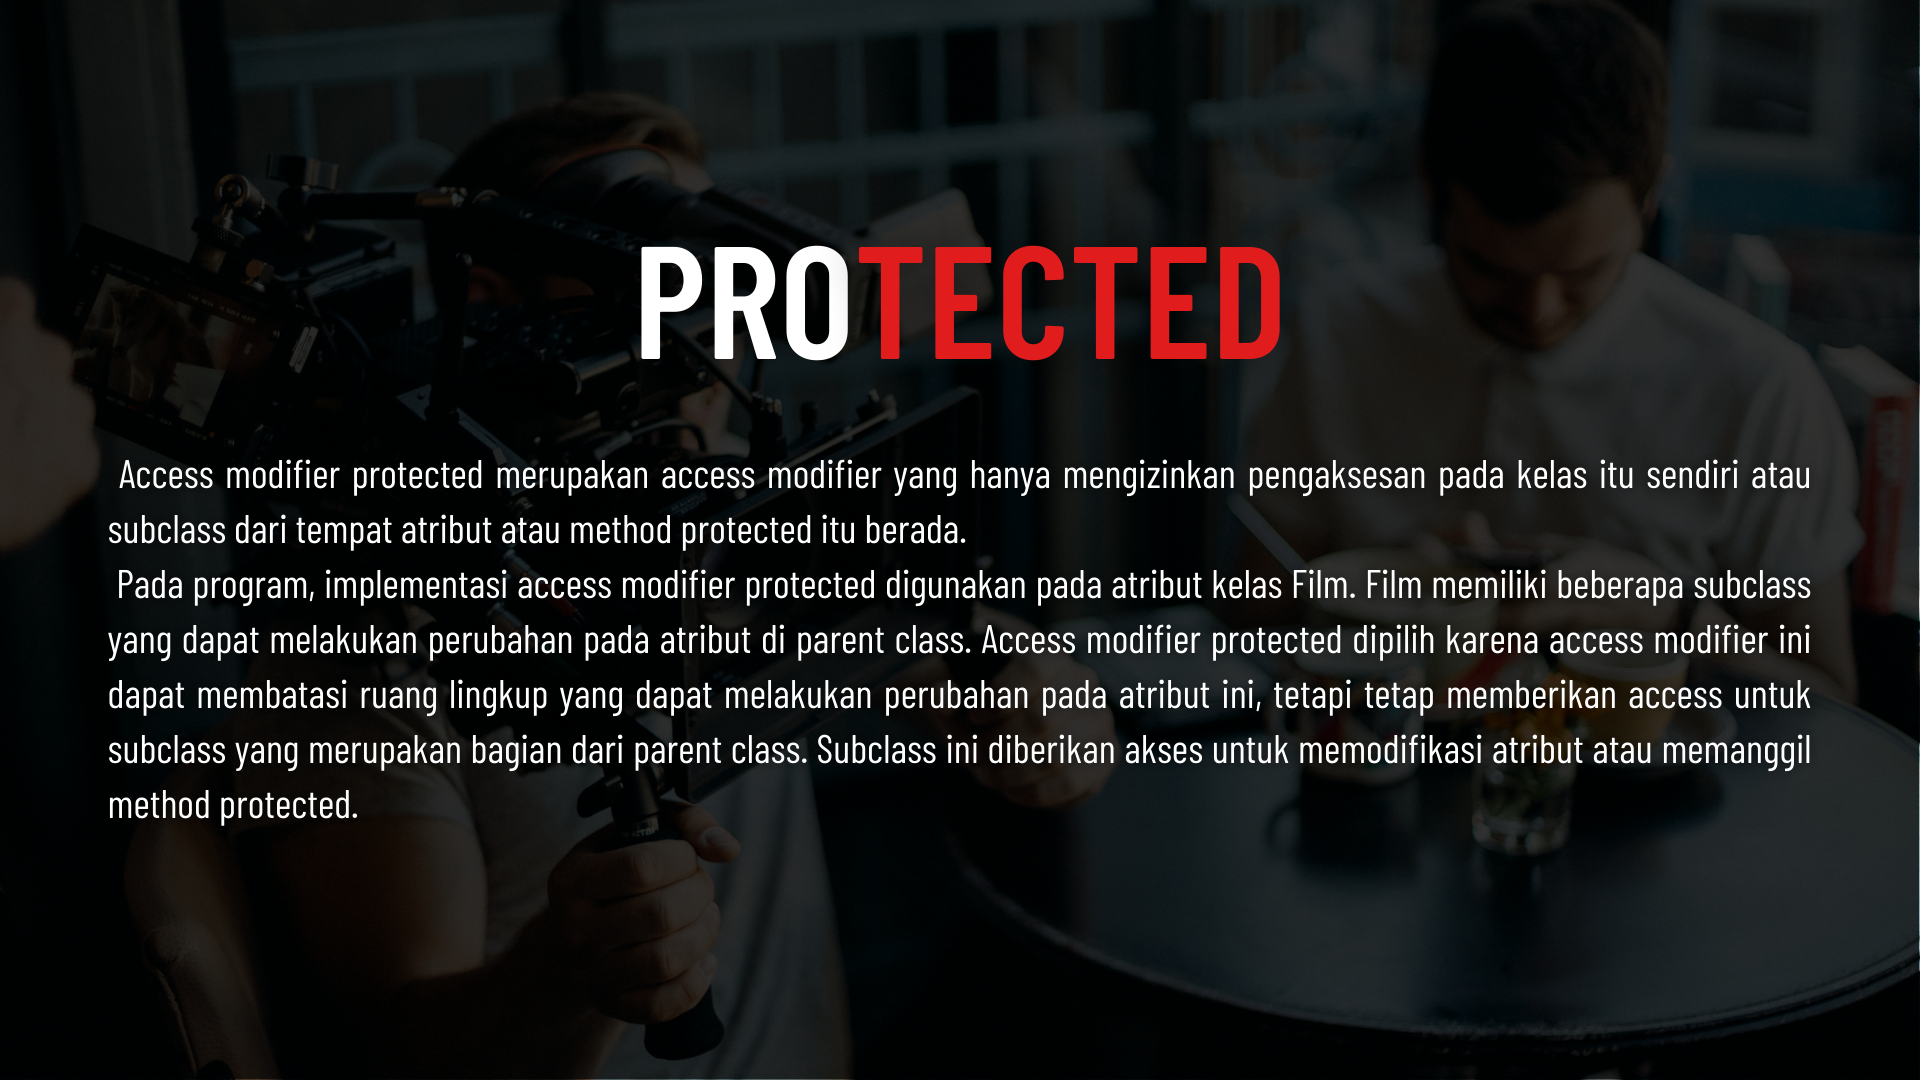 PROTECTED
Access modifier protected merupakan access modifier yang hanya mengizinkan pengaksesan pada kelas itu sendiri atau
subclass dari tempat atribut atau method protected itu berada.
Pada program, implementasi access modifier protected digunakan pada atribut kelas Film. Film memiliki beberapa subclass
yang dapat melakukan perubahan pada atribut di parent class. Access modifier protected dipilih karena access modifier ini
dapat membatasi ruang lingkup yang dapat melakukan perubahan pada atribut ini, tetapi tetap memberikan access untuk
subclass yang merupakan bagian dari parent class. Subclass ini diberikan akses untuk memodifikasi atribut atau memanggil
method protected.